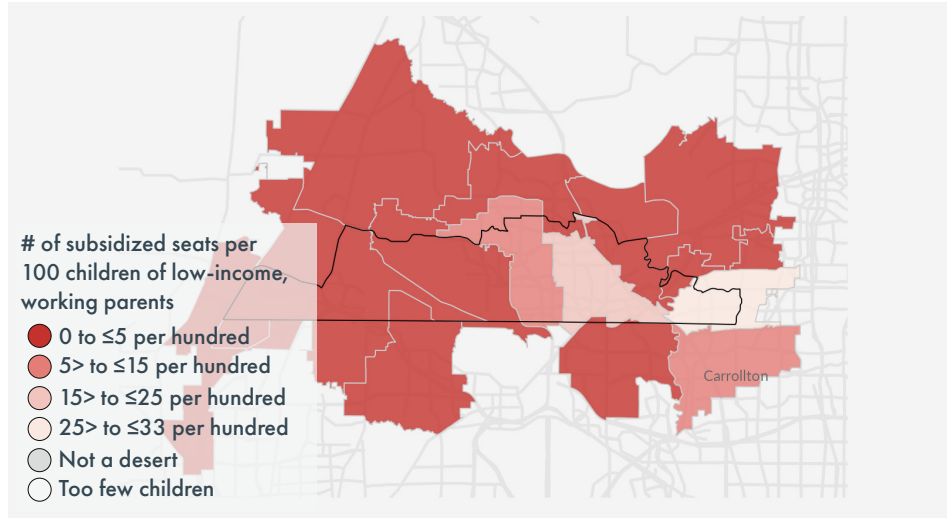 # of subsidized seats per
100 children of low-income,
working parents
0 to ≤5 per hundred
5> to ≤15 per hundred
15> to ≤25 per hundred
25> to ≤33 per hundred
Not a desert
Too few children
Carrollton